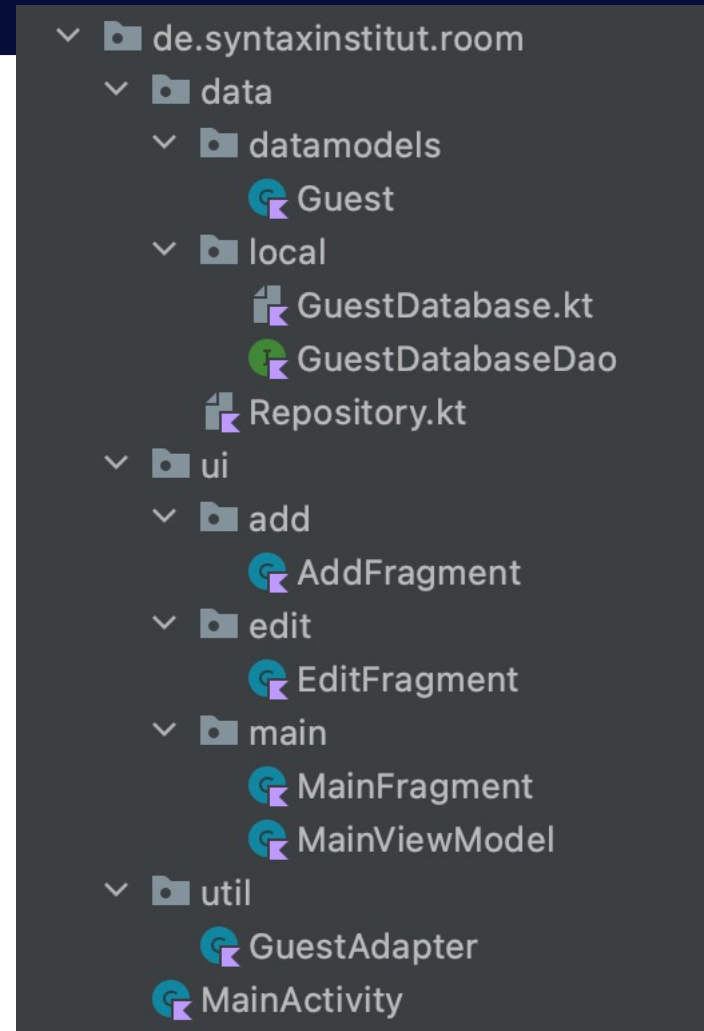 de.syntaxinstitut.room
data
datamodels
Guest
local
GuestDatabase.kt
GuestDatabaseDao
Repository.kt
ui
add
AddFragment
edit
EditFragment
main
MainFragment
MainViewModel
util
GuestAdapter
MainActivity